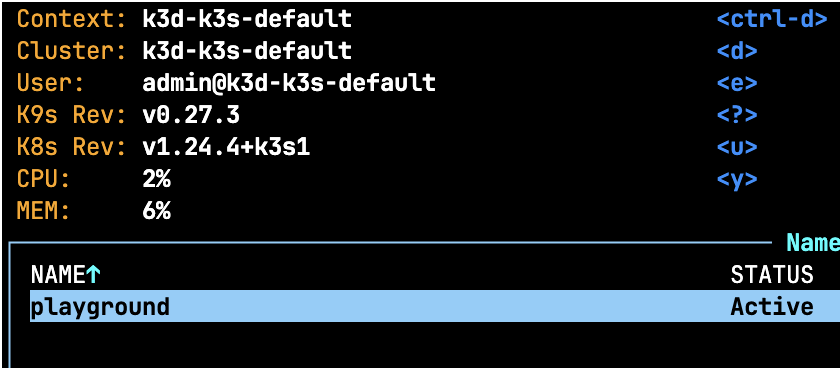 Context: k3d-k3s-default <ctrl-d>
Cluster: k3d-k3s-default <d>
User: admin@k3d-k3s-default <e>
K9s Rev: v0.27.3 <?>
K8s Rev: v1.24.4+k3s1 <u>
CPU: 2% <y>
MEM: 6%
Name
NAME↑ STATUS
playground Active